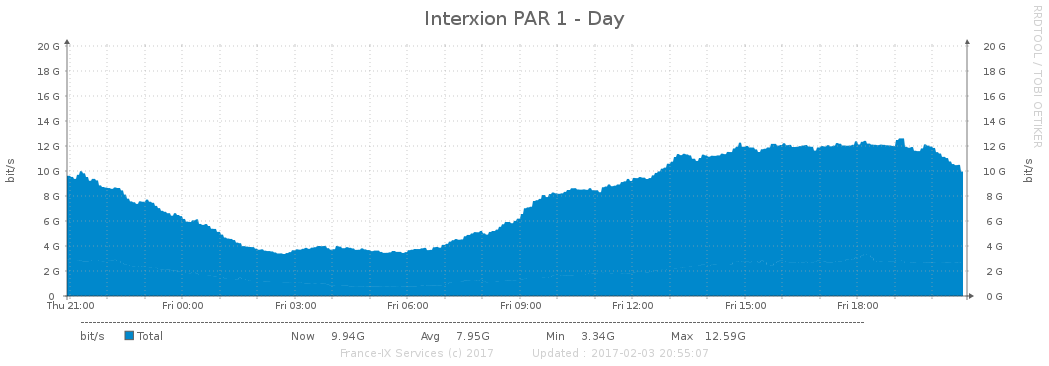 Interxion PAR 1 - Day
RRDTOOL / TOBI OETIKER
20 G 20 G
18 G 18 G
16 G 16 G
14 G 14 G
12 G 12 G
10 G 10 G
8 G 8 G
6 G 6 G
4 G 4 G
2 G 2 G
0 0 G
bit/s bit/s
Thu 21:00 Fri 00:00 Fri 03:00 Fri 06:00 Fri 09:00 Fri 12:00 Fri 15:00 Fri 18:00
bit/s Total Now 9.94G Avg 7.95G Min 3.34G Max 12.59G
France-IX Services (c) 2017 Updated : 2017-02-03 20:55:07